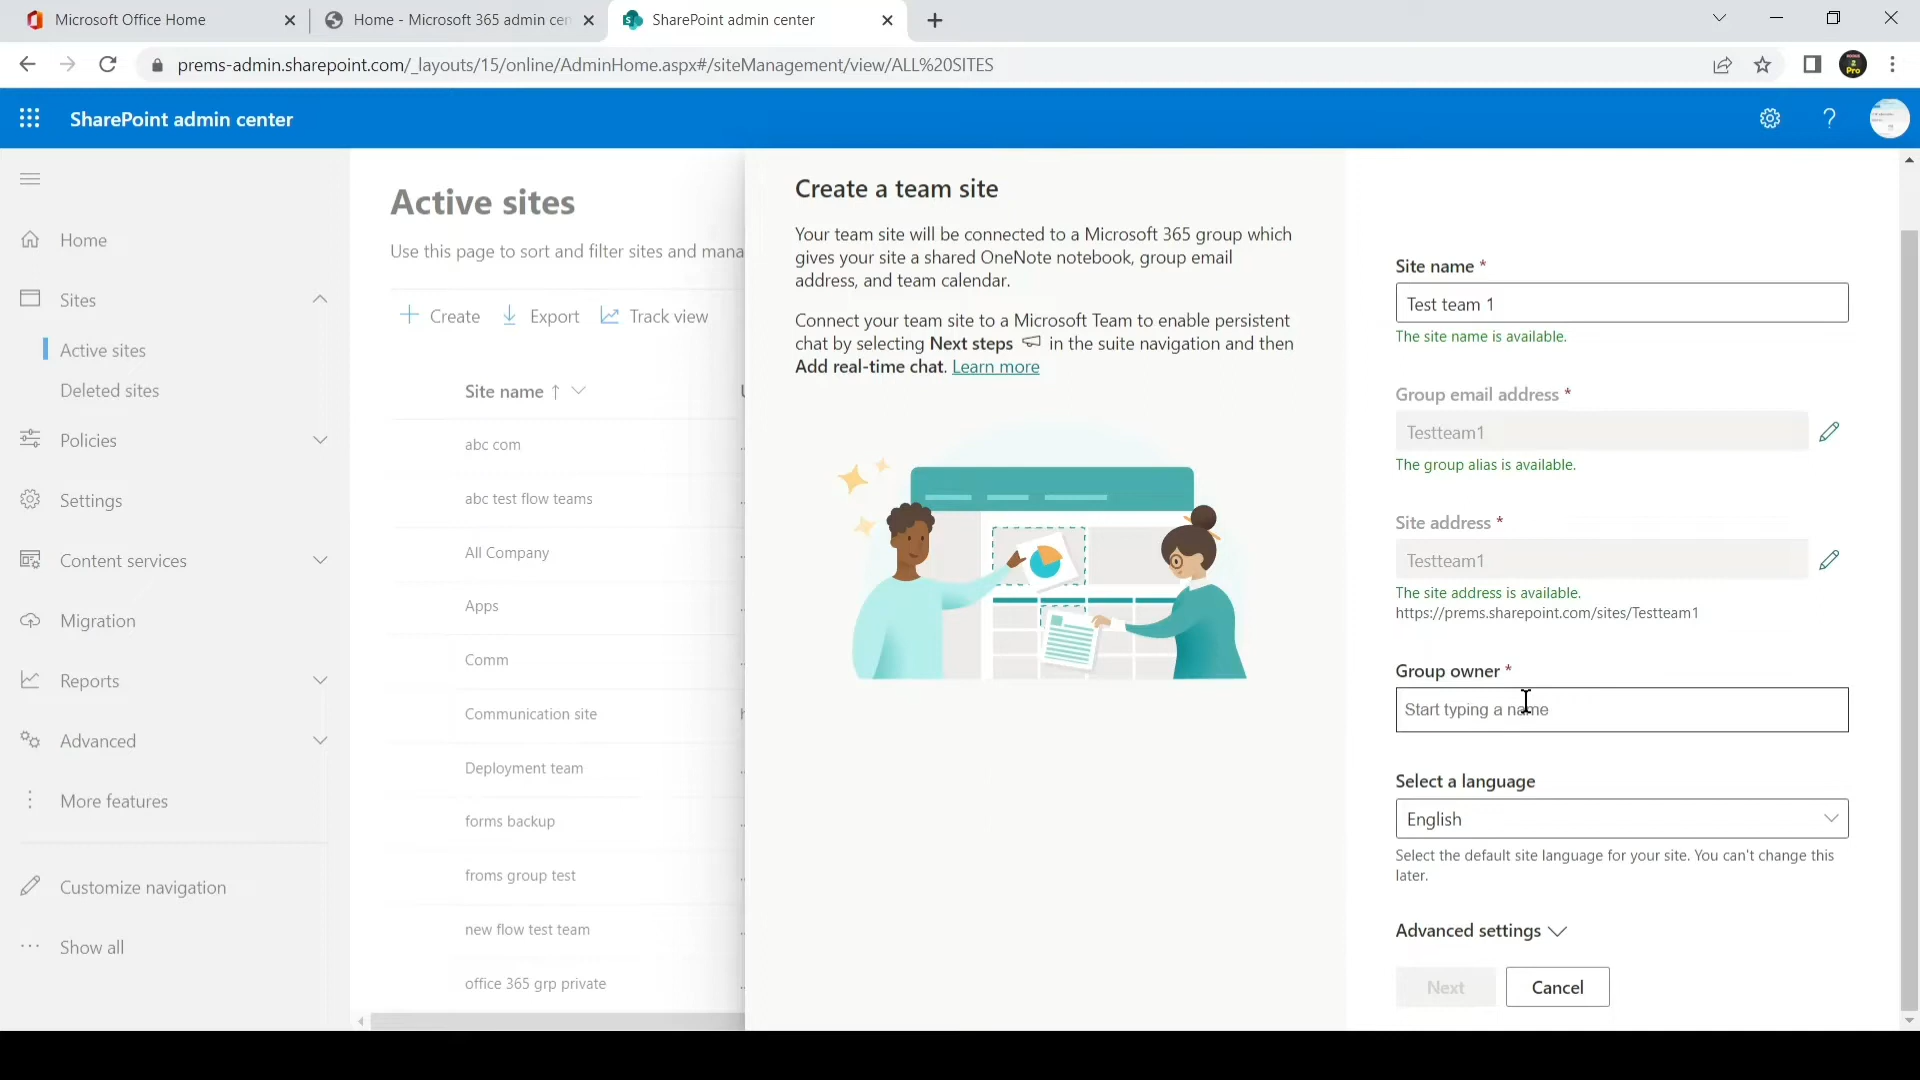 Microsoft Office Home
Home - Microsoft 365 admin cen
SharePoint admin center
prems-admin.sharepoint.com/_layouts/15/online/AdminHome.aspx#/siteManagement/view/ALL%20SITES
2
Pro
SharePoint admin center
Home
Sites
Active sites
Deleted sites
Policies
Settings
Content services
Migration
Reports
Advanced
More features
Customize navigation
Show all
Active sites
Use this page to sort and filter sites and mana
Create
Export
Track view
Site name
abc com
abc test flow teams
All Company
Apps
Comm
Communication site
Deployment team
forms backup
froms group test
new flow test team
office 365 grp private
Create a team site
Your team site will be connected to a Microsoft 365 group which
gives your site a shared OneNote notebook, group email
address, and team calendar.
Connect your team site to a Microsoft Team to enable persistent
chat by selecting Next steps in the suite navigation and then
Add real-time chat. Learn more
Site name *
Test team 1
The site name is available.
Group email address *
Testteam1
The group alias is available.
Site address *
Testteam1
The site address is available.
https://prems.sharepoint.com/sites/Testteam1
Group owner *
Start typing a name
Select a language
English
Select the default site language for your site. You can't change this
later.
Advanced settings
Next
Cancel